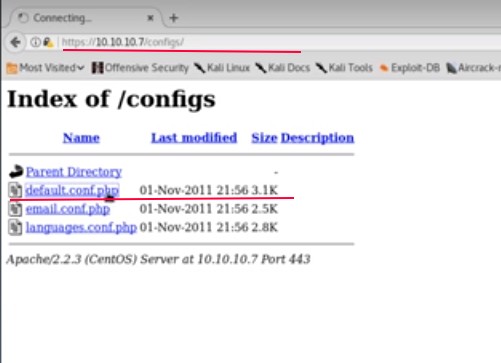 Connecting...
https://10.10.10.7/configs/
Most Visited Offensive Security Kali Linux Kali Docs Kali Tools Exploit-DB Aircrack-n
Index of /configs
Name Last modified Size Description
Parent Directory -
default.conf.php 01-Nov-2011 21:56 3.1K
email.conf.php 01-Nov-2011 21:56 2.5K
languages.conf.php 01-Nov-2011 21:56 2.8K
Apache/2.2.3 (CentOS) Server at 10.10.10.7 Port 443